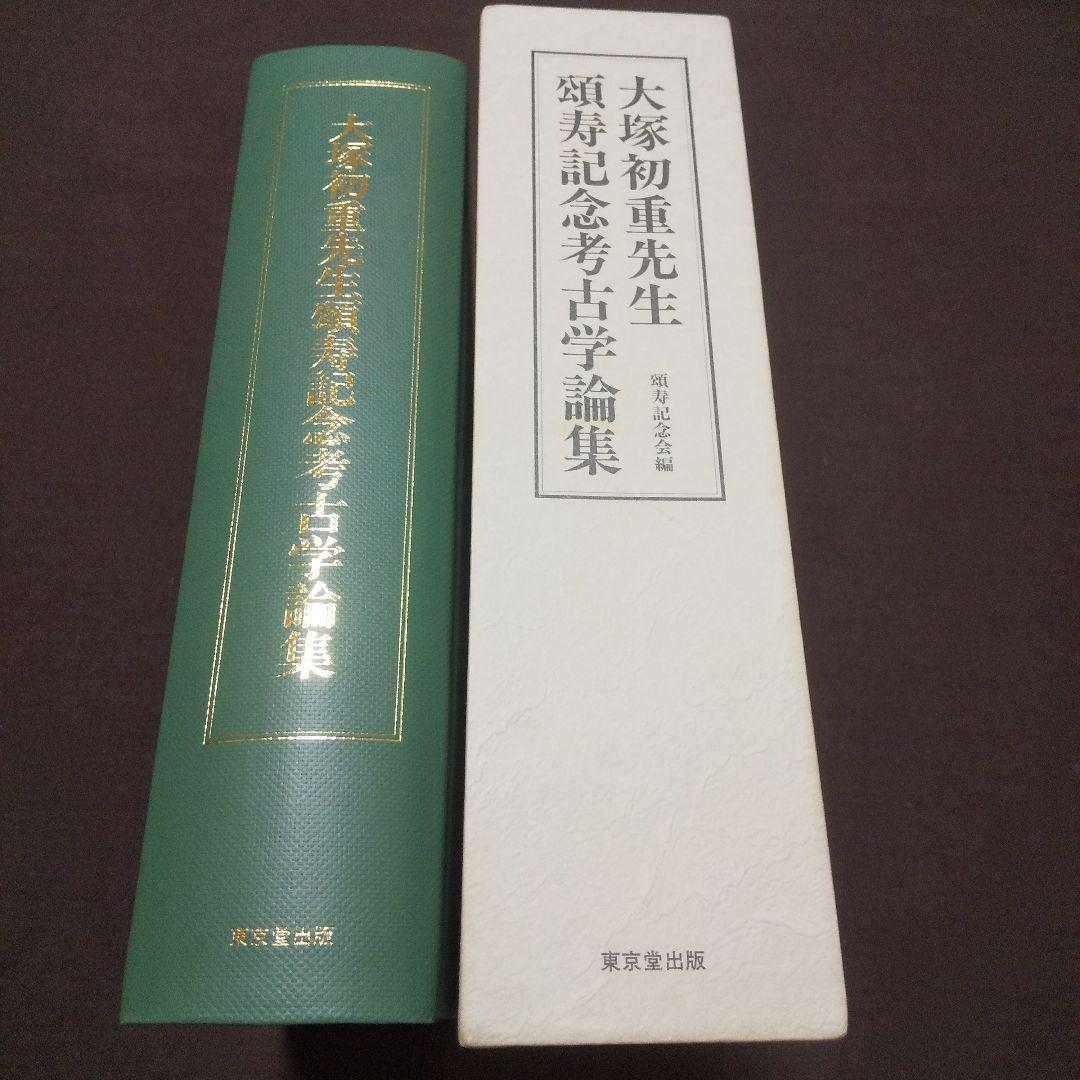 大塚初重先生頌寿記念考古学論集
東京堂出版
大塚初重先生
頌寿記念考古学論集
頌寿記念会編
東京堂出版